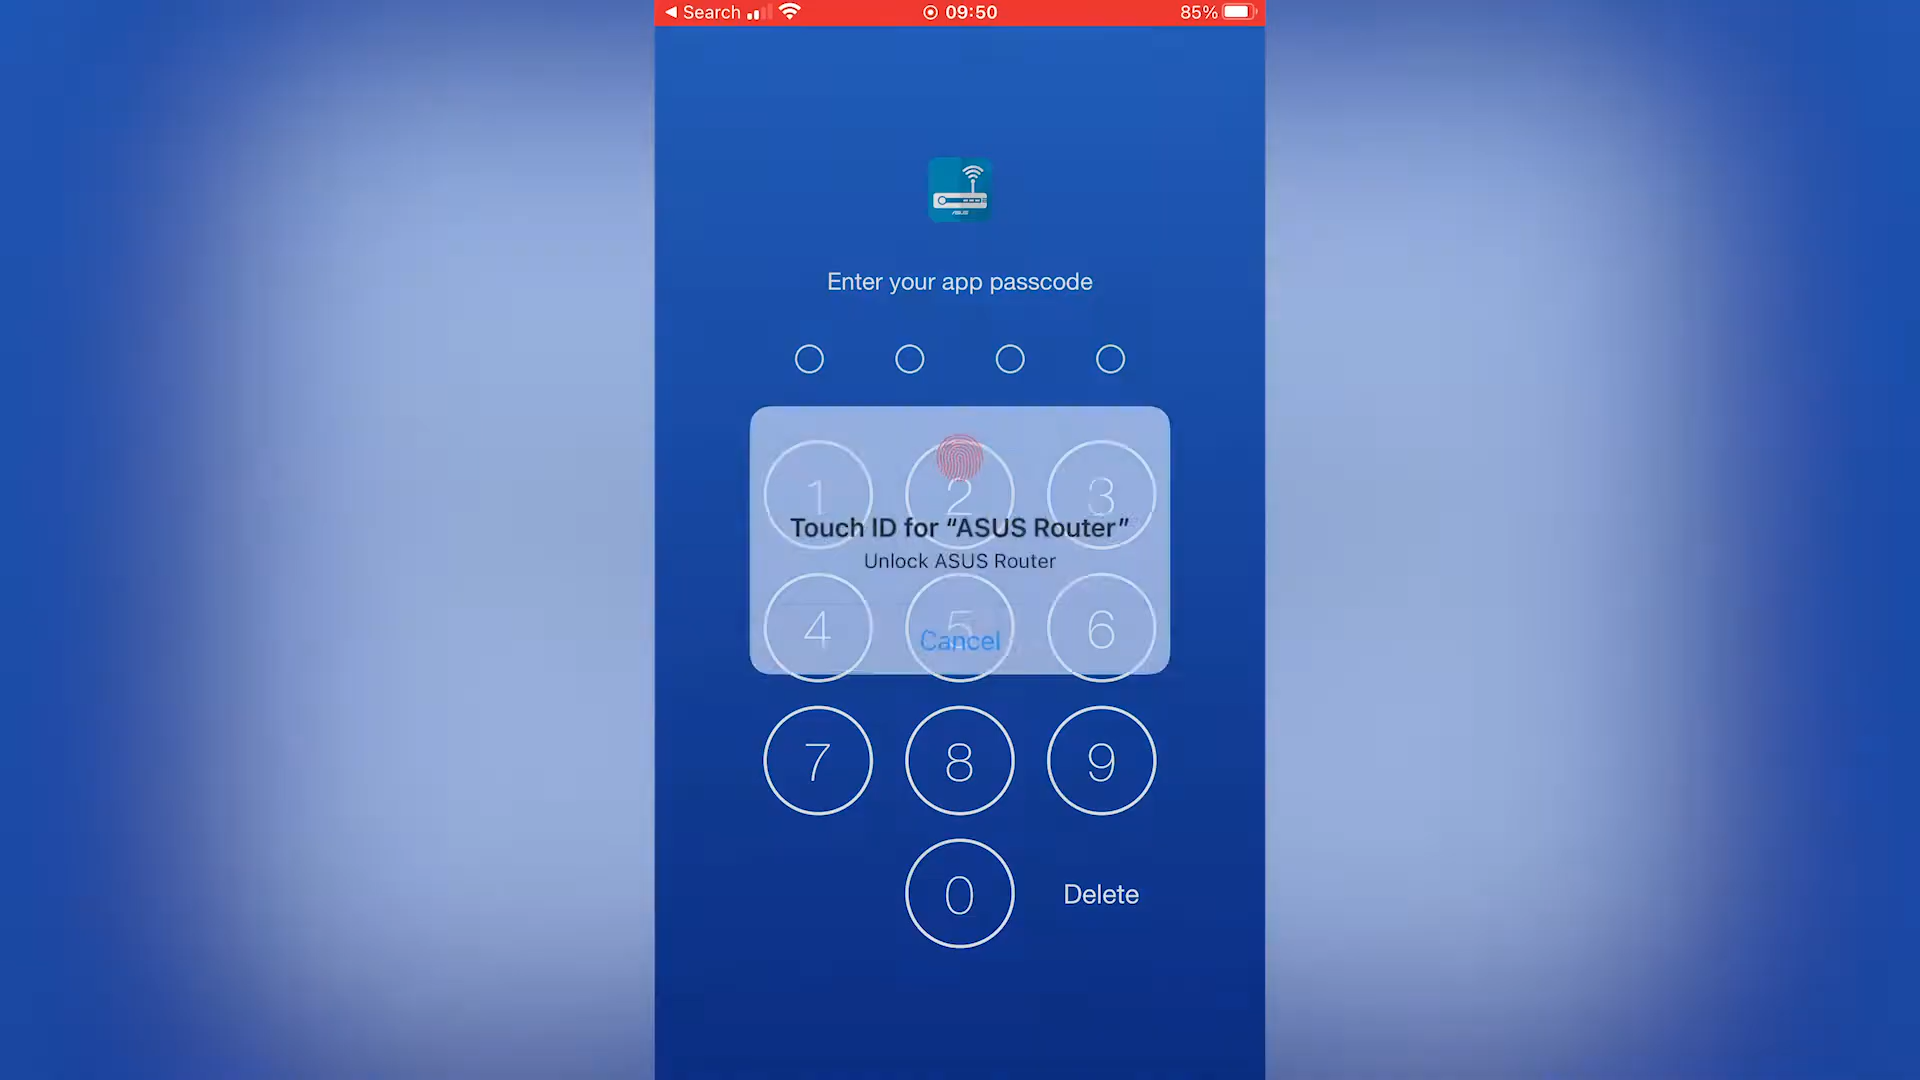 Search 09:50 85%
ASUS
Enter your app passcode
1 2 3
Touch ID for “ASUS Router”
Unlock ASUS Router
4 5 6
Cancel
7 8 9
0 Delete